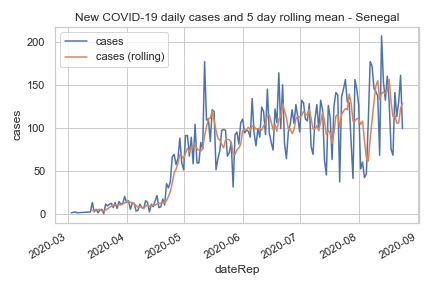 New COVID-19 daily cases and 5 day rolling mean - Senegal
cases
cases (rolling)
200
150
100
50
0
cases
2020-03
2020-04
2020-05
2020-06
2020-07
2020-08
2020-09
dateRep